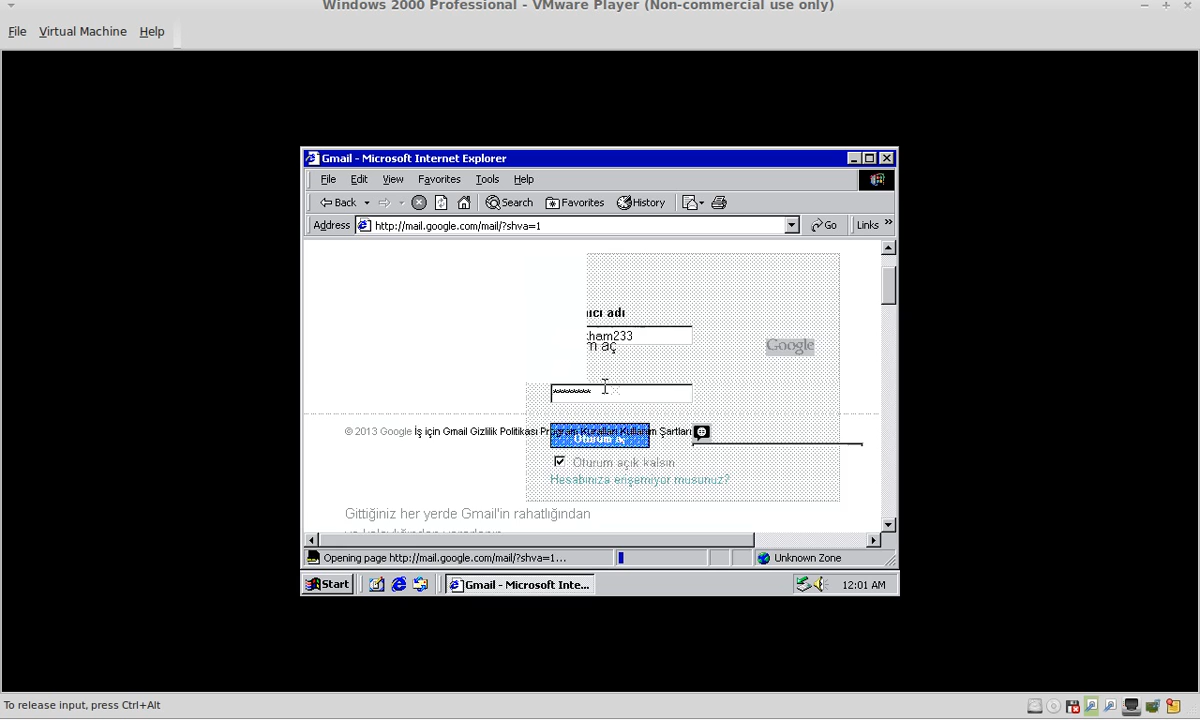 Windows 2000 Professional - VMware Player (Non-commercial use only)
File Virtual Machine Help
Gmail - Microsoft Internet Explorer
File Edit View Favorites Tools Help
Back Search Favorites History
Address http://mail.google.com/mail/?shva=1 Go Links »
ıcı adı
ham233
m aç
Google
********
© 2013 Google İş için Gmail Gizlilik Politikası Program Kuralları Kullanım Şartları
Oturum aç
Oturum açık kalsın
Hesabınıza erişemiyor musunuz?
Gittiğiniz her yerde Gmail'in rahatlığından
Opening page http://mail.google.com/mail/?shva=1... Unknown Zone
Start Gmail - Microsoft Inte... 12:01 AM
To release input, press Ctrl+Alt